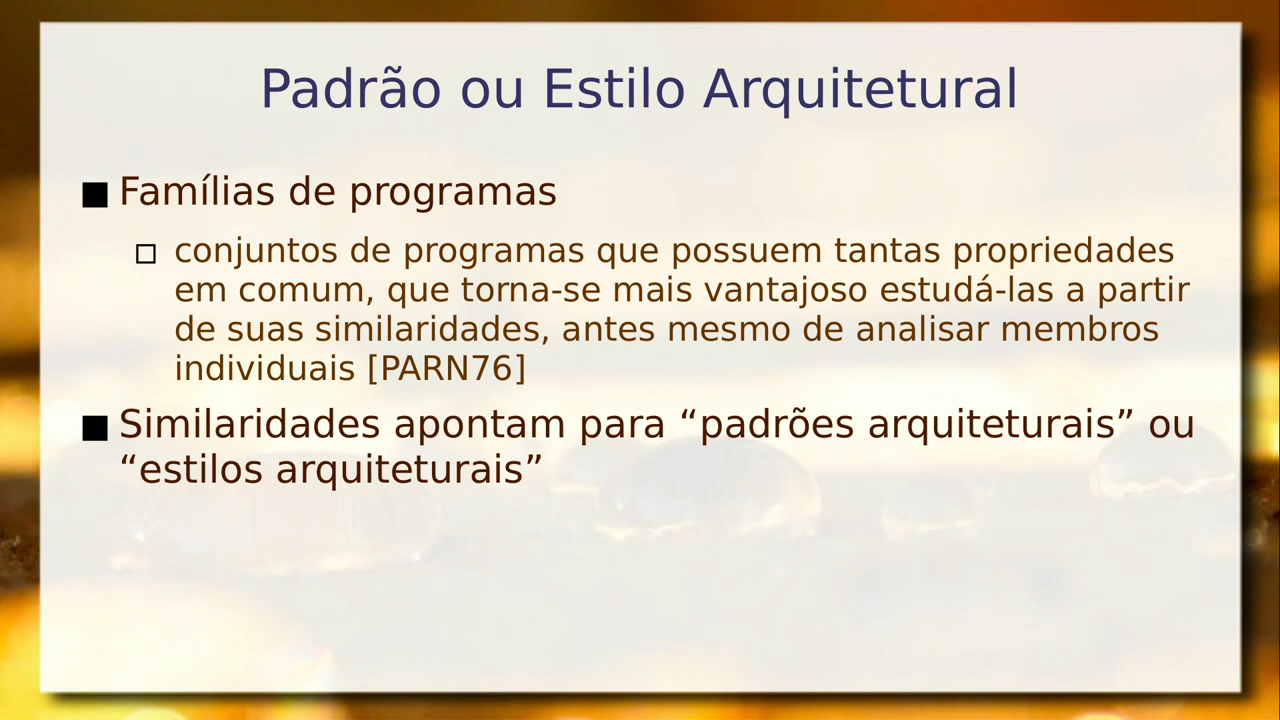 Padrão ou Estilo Arquitetural
Famílias de programas
conjuntos de programas que possuem tantas propriedades
em comum, que torna-se mais vantajoso estudá-las a partir
de suas similaridades, antes mesmo de analisar membros
individuais [PARN76]
Similaridades apontam para “padrões arquiteturais” ou
“estilos arquiteturais”